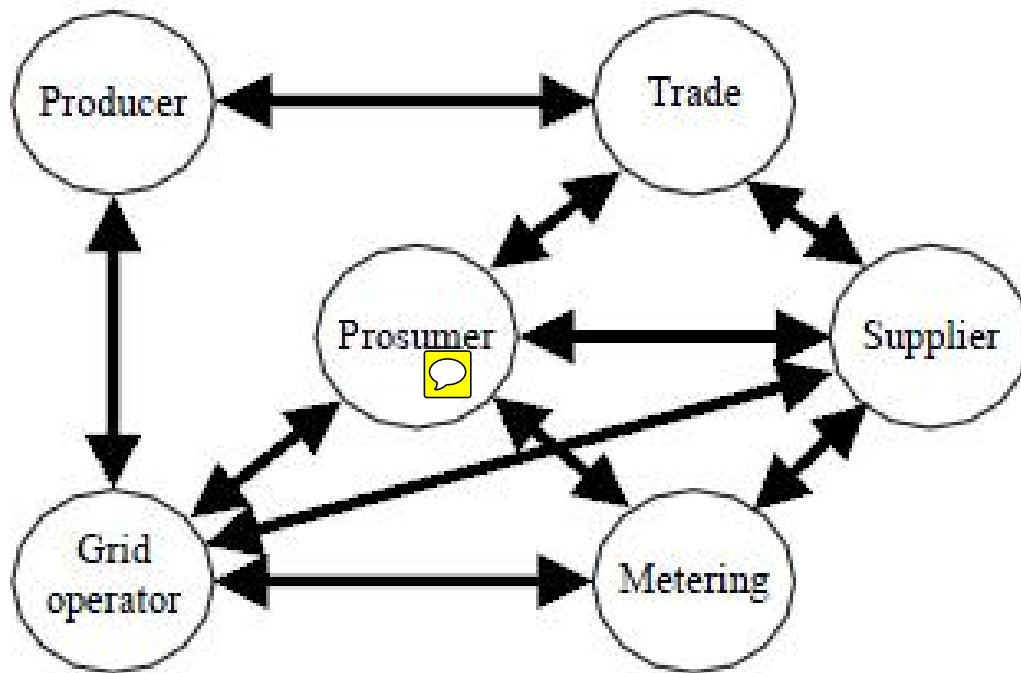 Producer
Trade
Prosumer
Supplier
Grid
operator
Metering